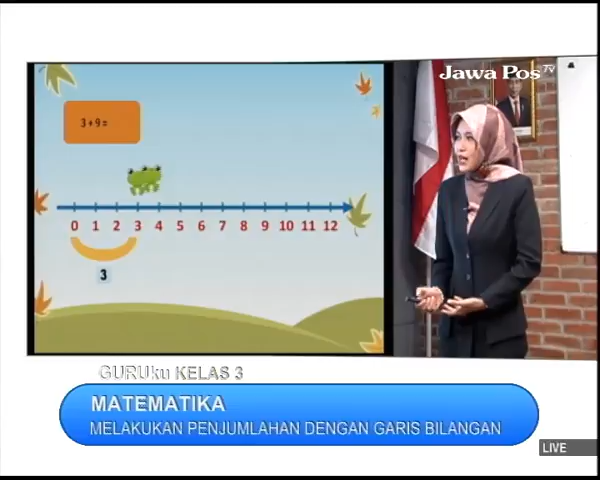 Jawa Pos TV
3+9=
0 1 2 3 4 5 6 7 8 9 10 11 12
3
GURUku KELAS 3
MATEMATIKA
MELAKUKAN PENJUMLAHAN DENGAN GARIS BILANGAN
LIVE